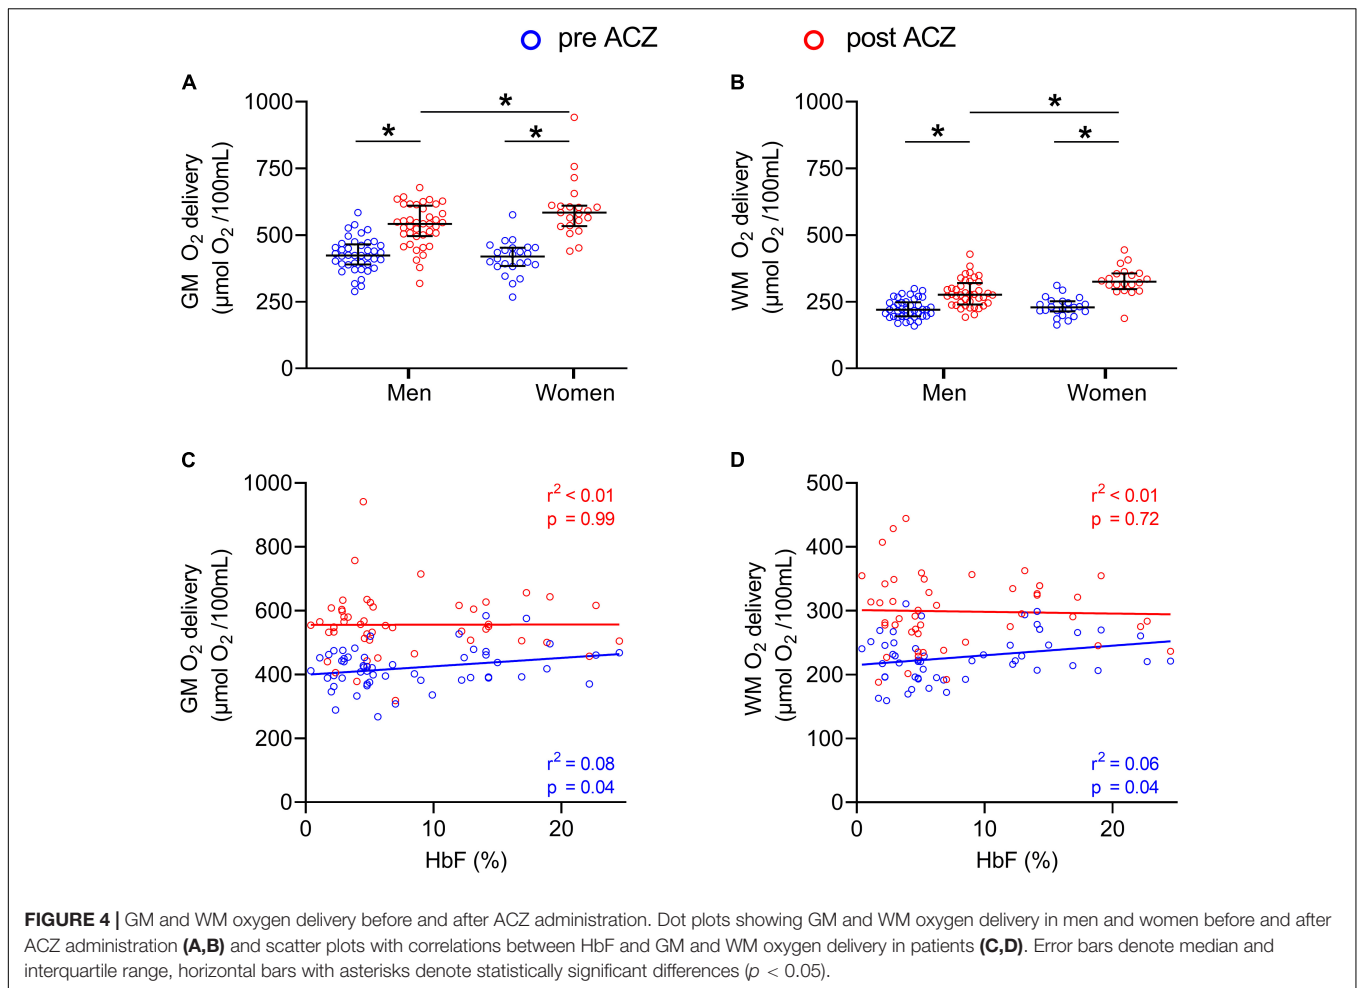 pre ACZ
post ACZ
A
1000
750
500
250
0
GM O2 delivery
(µmol O2 /100mL)
*
*
*
Men
Women
B
1000
750
500
250
0
WM O2 delivery
(µmol O2 /100mL)
*
*
*
Men
Women
C
1000
800
600
400
200
0
GM O2 delivery
(µmol O2 /100mL)
r2 < 0.01
p = 0.99
r2 = 0.08
p = 0.04
0
10
20
HbF (%)
D
500
400
300
200
100
0
WM O2 delivery
(µmol O2 /100mL)
r2 < 0.01
p = 0.72
r2 = 0.06
p = 0.04
0
10
20
HbF (%)
FIGURE 4 | GM and WM oxygen delivery before and after ACZ administration. Dot plots showing GM and WM oxygen delivery in men and women before and after
ACZ administration (A,B) and scatter plots with correlations between HbF and GM and WM oxygen delivery in patients (C,D). Error bars denote median and
interquartile range, horizontal bars with asterisks denote statistically significant differences (p < 0.05).